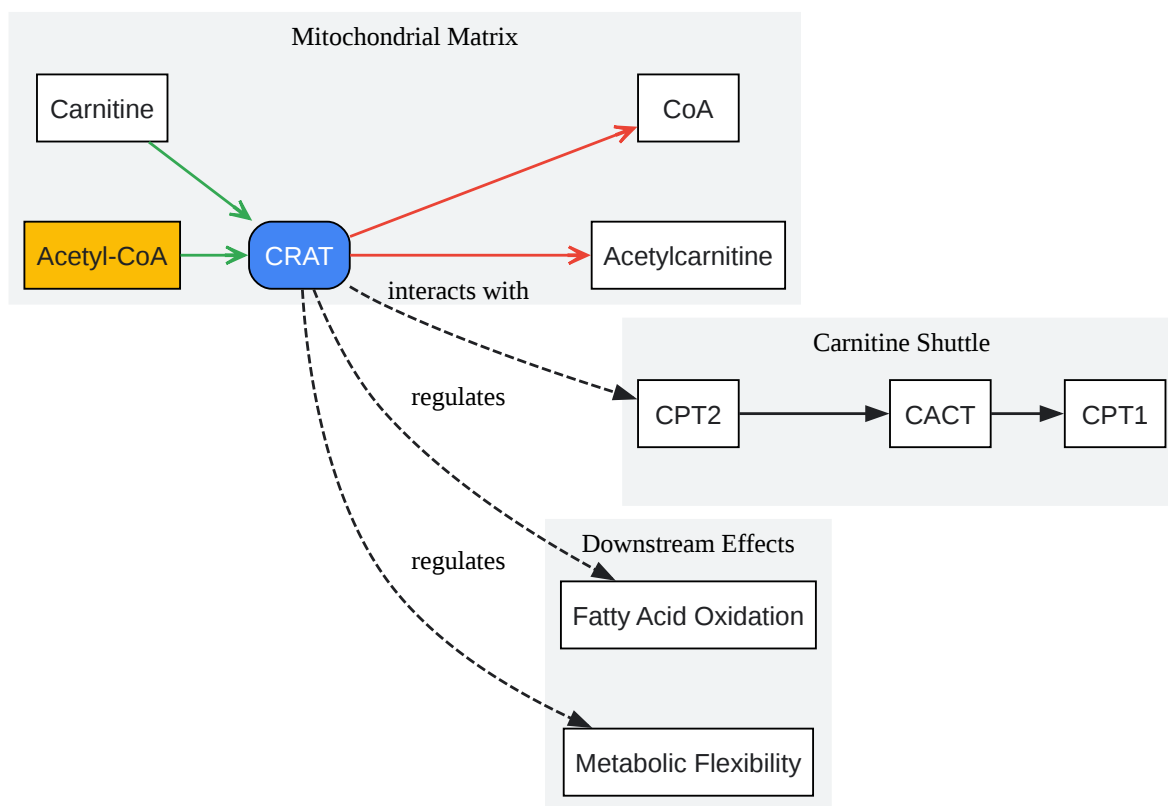 Mitochondrial Matrix
Carnitine
CoA
Acetyl-CoA
CRAT
Acetylcarnitine
interacts with
Carnitine Shuttle
regulates
CPT2
CACT
CPT1
Downstream Effects
regulates
Fatty Acid Oxidation
Metabolic Flexibility